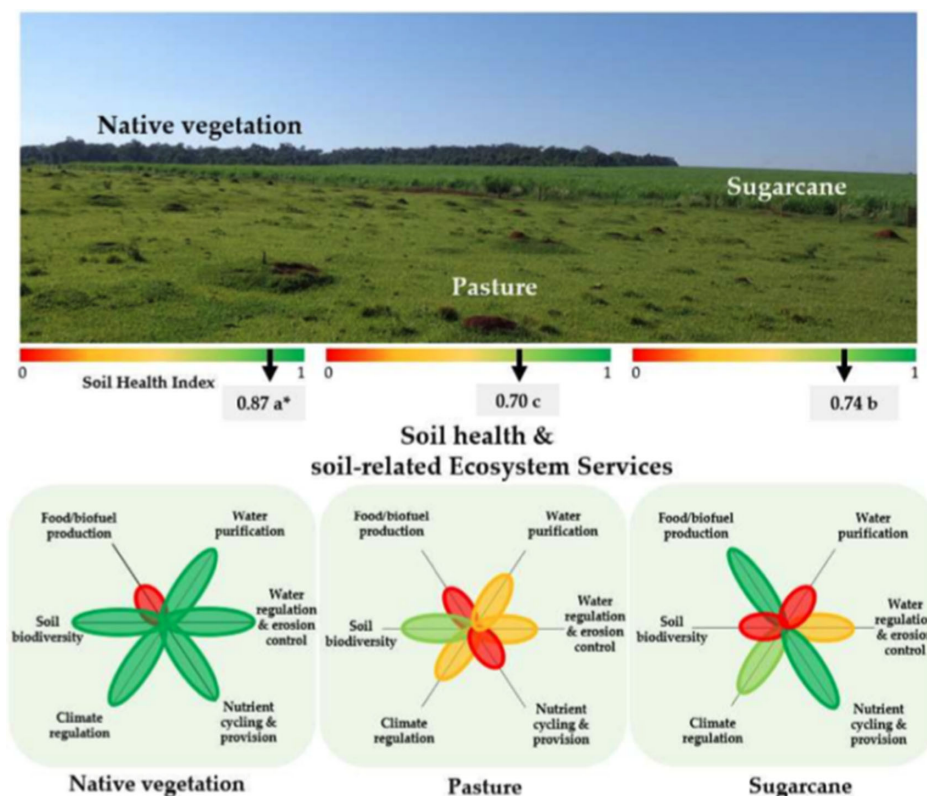 Native vegetation
Sugarcane
Pasture
0
Soil Health Index
1
0.87 a*
0
1
0.70 c
0
1
0.74 b
Soil health &
soil-related Ecosystem Services
Food/biofuel
production
Water
purification
Soil
biodiversity
Water
regulation
& erosion
control
Climate
regulation
Nutrient
cycling &
provision
Native vegetation
Food/biofuel
production
Water
purification
Soil
biodiversity
Water
regulation
& erosion
control
Climate
regulation
Nutrient
cycling &
provision
Pasture
Food/biofuel
production
Water
purification
Soil
biodiversity
Water
regulation
& erosion
control
Climate
regulation
Nutrient
cycling &
provision
Sugarcane